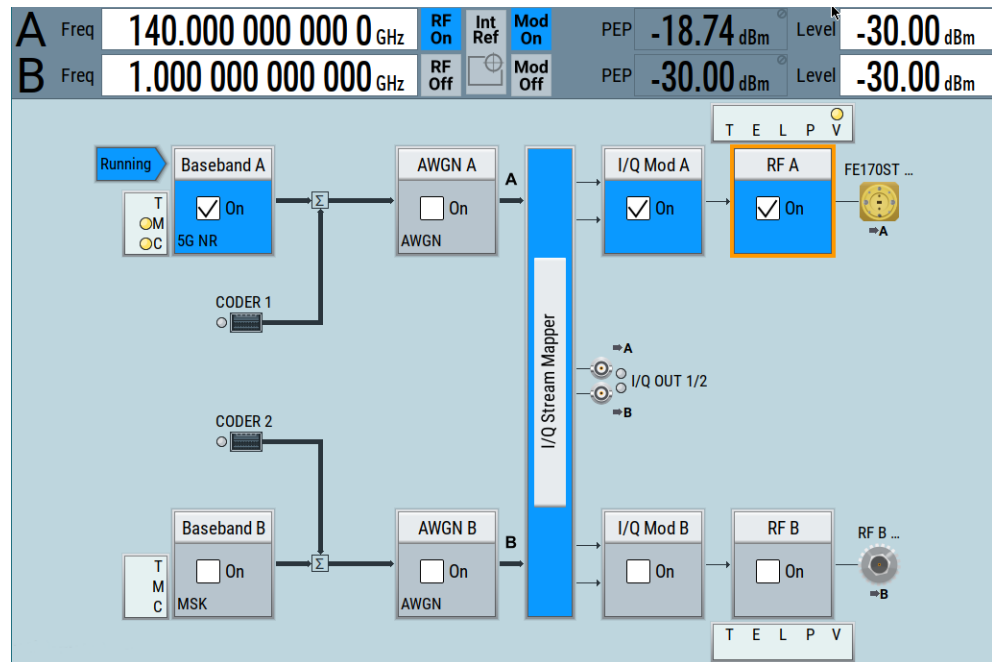 A Freq 140.000 000 000 0 GHz RF On Int Ref Mod On PEP -18.74 dBm Level -30.00 dBm
B Freq 1.000 000 000 000 GHz RF Off Mod Off PEP -30.00 dBm Level -30.00 dBm
T E L P V
Running Baseband A AWGN A I/Q Mod A RF A FE170ST ...
A
T
On On On On
M
C 5G NR AWGN
A
CODER 1
I/Q Stream Mapper
A
I/Q OUT 1/2
B
CODER 2
Baseband B AWGN B I/Q Mod B RF B RF B ...
B
T
On On On On
M
B
C MSK AWGN
T E L P V